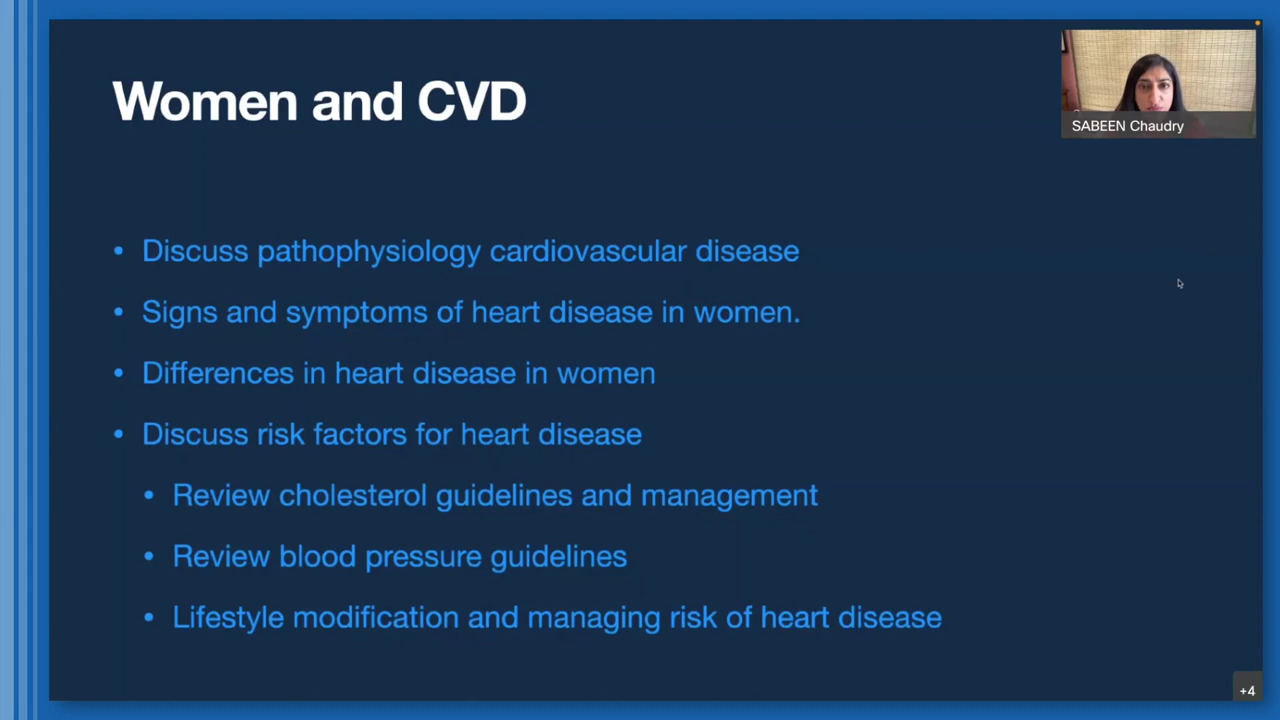 Women and CVD
SABEEN Chaudry
• Discuss pathophysiology cardiovascular disease
• Signs and symptoms of heart disease in women.
• Differences in heart disease in women
• Discuss risk factors for heart disease
• Review cholesterol guidelines and management
• Review blood pressure guidelines
• Lifestyle modification and managing risk of heart disease
+4